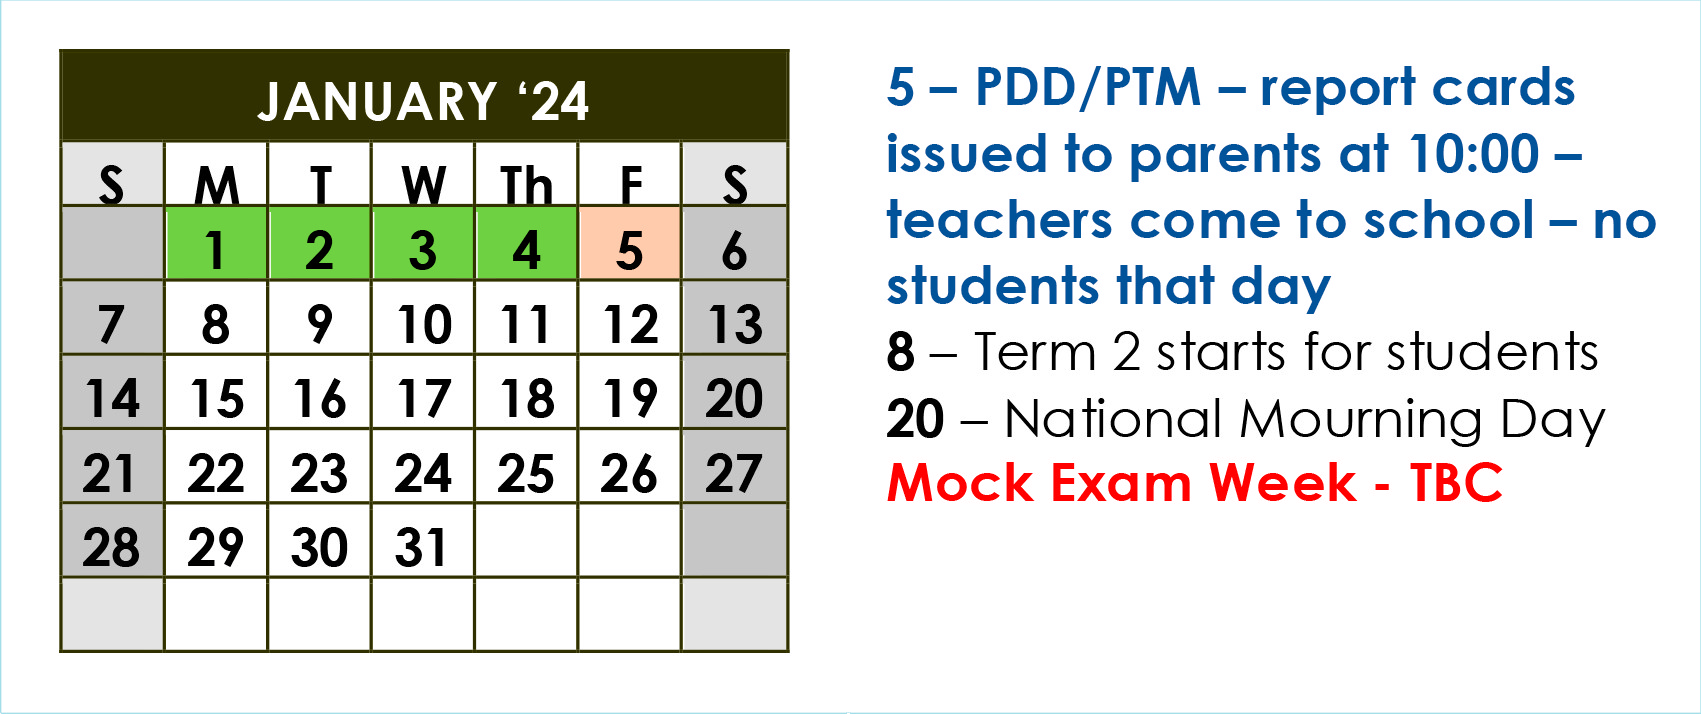 JANUARY ‘24
S M T W Th F S
1 2 3 4 5 6
7 8 9 10 11 12 13
14 15 16 17 18 19 20
21 22 23 24 25 26 27
28 29 30 31
5 – PDD/PTM – report cards
issued to parents at 10:00 –
teachers come to school – no
students that day
8 – Term 2 starts for students
20 – National Mourning Day
Mock Exam Week - TBC